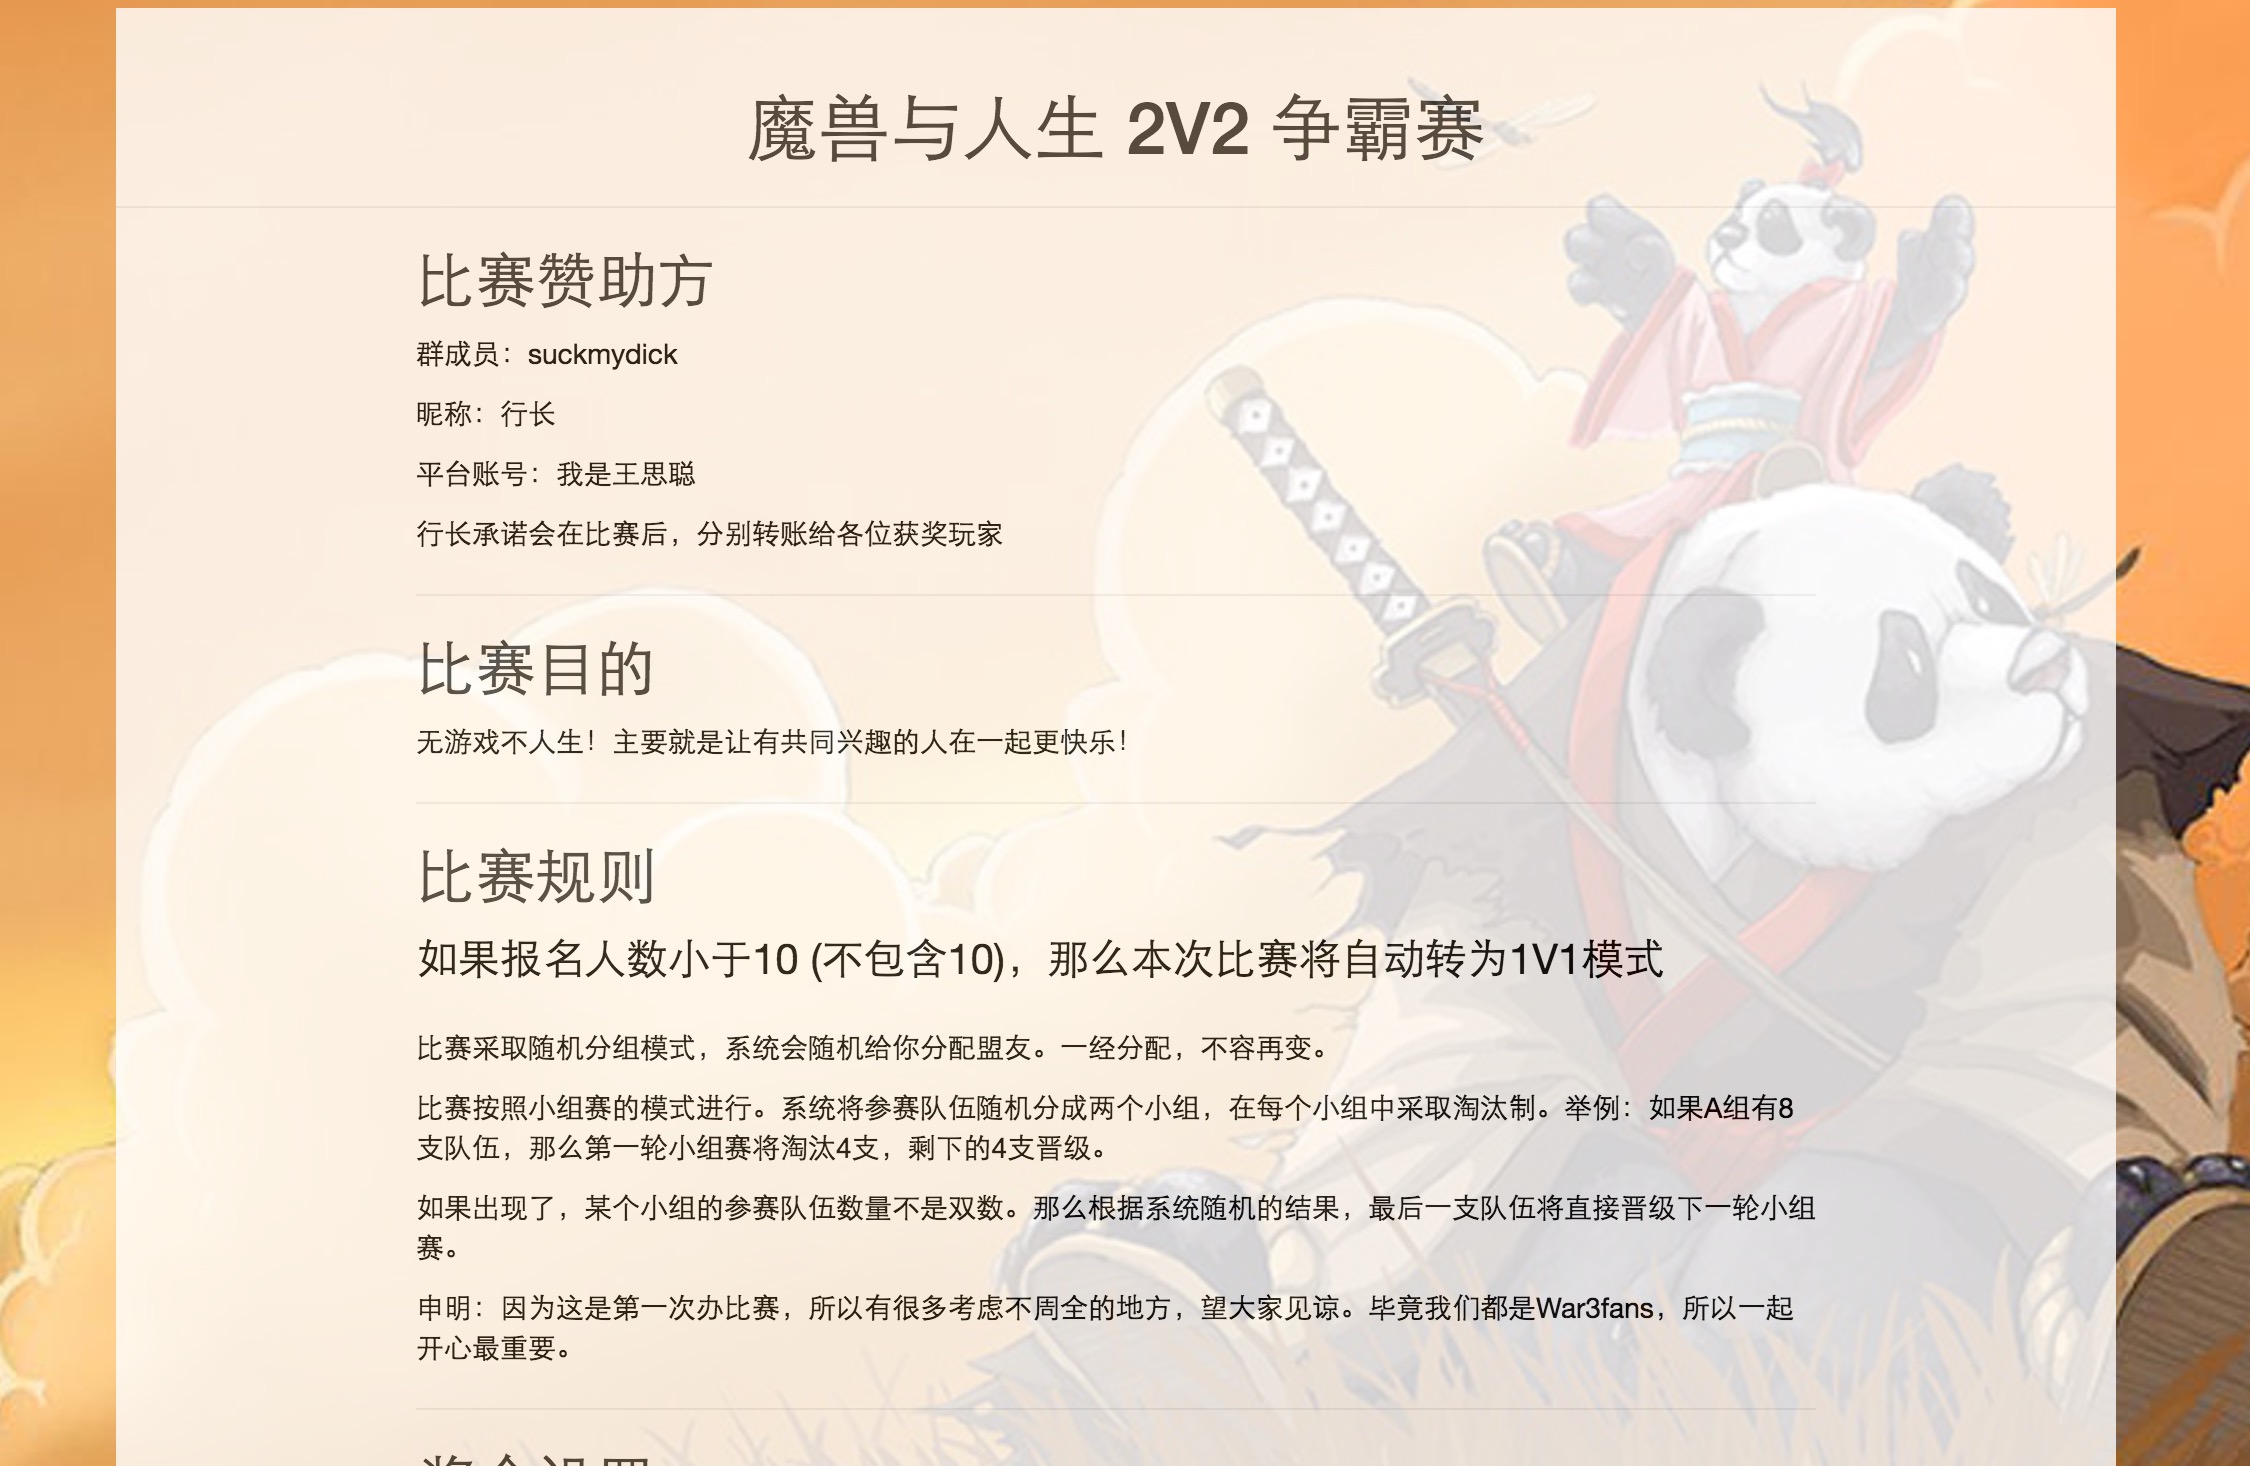 魔兽与人生 2V2 争霸赛
比赛赞助方
群成员：suckmydick
昵称：行长
平台账号：我是王思聪
行长承诺会在比赛后，分别转账给各位获奖玩家
比赛目的
无游戏不人生！主要就是让有共同兴趣的人在一起更快乐！
比赛规则
如果报名人数小于10 (不包含10)，那么本次比赛将自动转为1V1模式
比赛采取随机分组模式，系统会随机给你分配盟友。一经分配，不容再变。
比赛按照小组赛的模式进行。系统将参赛队伍随机分成两个小组，在每个小组中采取淘汰制。举例：如果A组有8
支队伍，那么第一轮小组赛将淘汰4支，剩下的4支晋级。
如果出现了，某个小组的参赛队伍数量不是双数。那么根据系统随机的结果，最后一支队伍将直接晋级下一轮小组
赛。
申明：因为这是第一次办比赛，所以有很多考虑不周全的地方，望大家见谅。毕竟我们都是War3fans，所以一起
开心最重要。